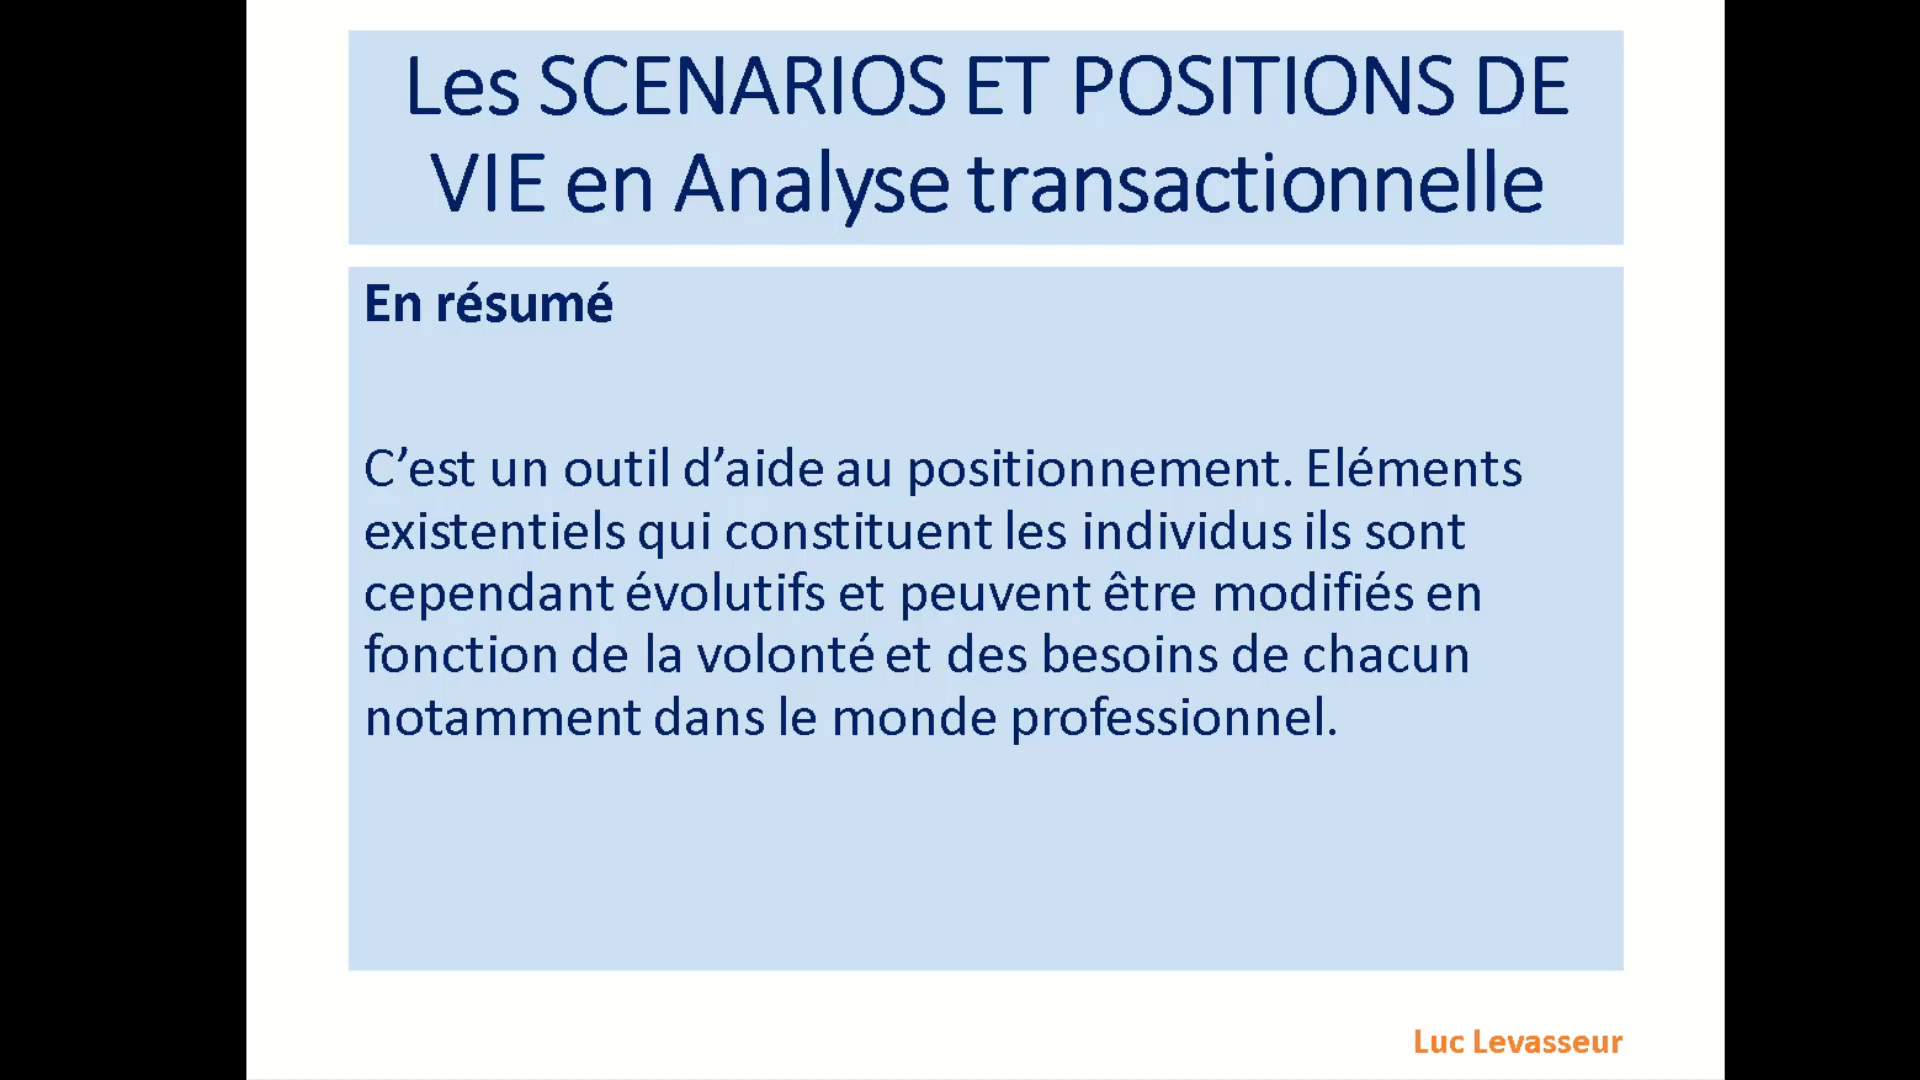 Les SCENARIOS ET POSITIONS DE
VIE en Analyse transactionnelle
En résumé
C’est un outil d’aide au positionnement. Eléments
existentiels qui constituent les individus ils sont
cependant évolutifs et peuvent être modifiés en
fonction de la volonté et des besoins de chacun
notamment dans le monde professionnel.
Luc Levasseur